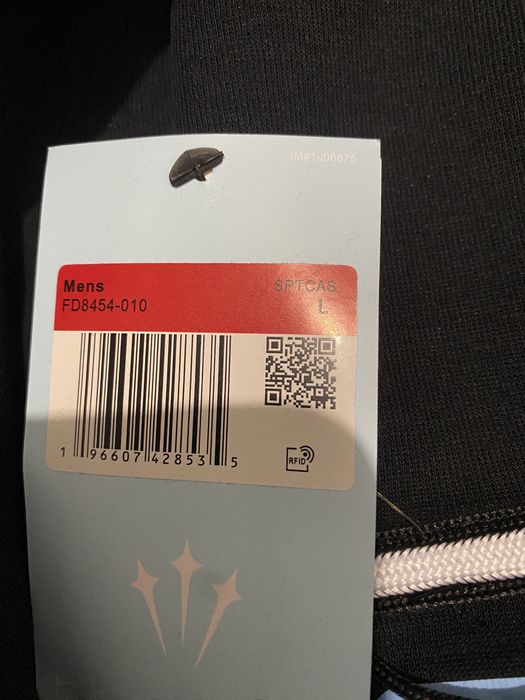 IM#1006875
Mens SPTCAS
FD8454-010 L
1 96607 42853 5
RFID